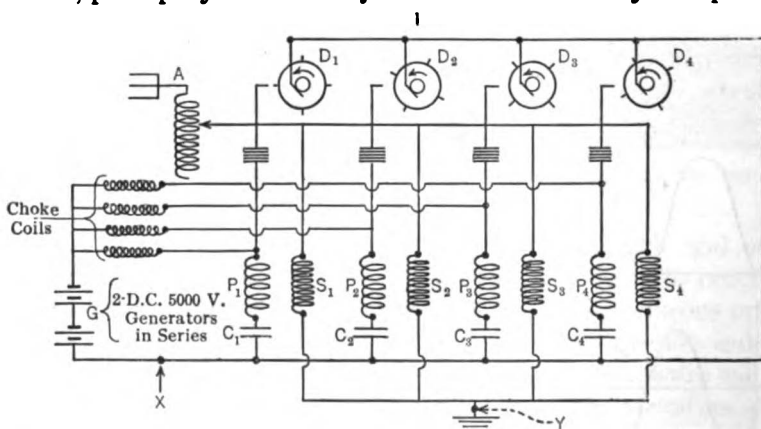 A
D₁
D₂
D₃
D₄
Choke
Coils
P₁
S₁
P₂
S₂
P₃
S₃
P₄
S₄
G
2-D.C. 5000 V.
Generators
in Series
C₁
C₂
C₃
C₄
X
Y